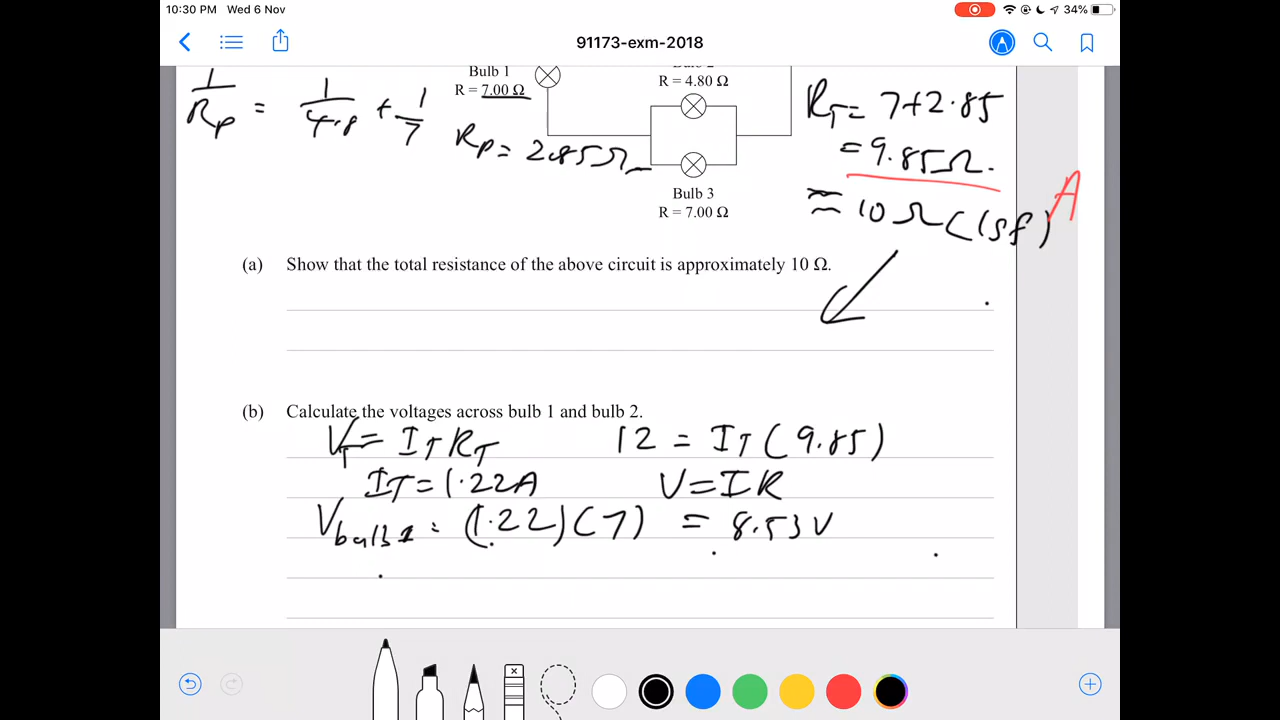 10:30 PM Wed 6 Nov
34%
91173-exm-2018
Bulb 1
R = 7.00 Ω
R = 4.80 Ω
Bulb 3
R = 7.00 Ω
1/Rp = 1/4.8 + 1/7
Rp = 2.85Ω
RT = 7+2.85
= 9.85Ω.
≈ 10 Ω (1sf) A
(a) Show that the total resistance of the above circuit is approximately 10 Ω.
(b) Calculate the voltages across bulb 1 and bulb 2.
VT = IT RT 12 = IT (9.85)
IT = 1.22A V = IR
Vbulb1 = (1.22)(7) = 8.53V